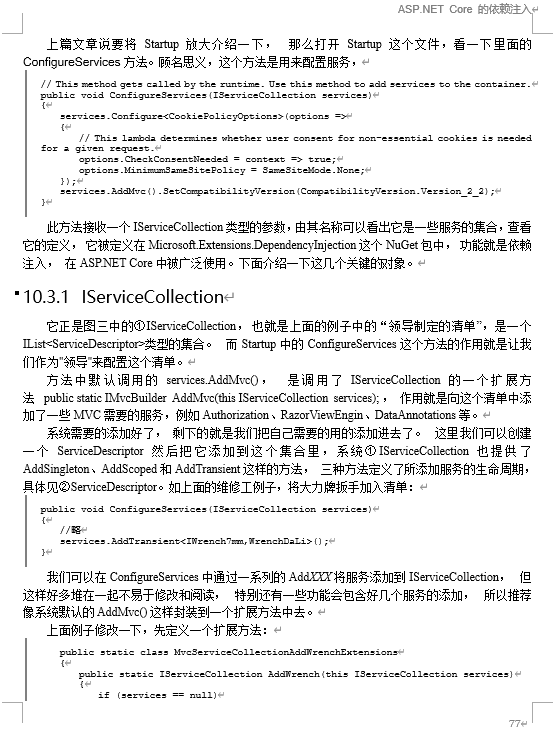 ASP.NET Core 的依赖注入
上篇文章说要将 Startup 放大介绍一下， 那么打开 Startup 这个文件，看一下里面的
ConfigureServices 方法。顾名思义，这个方法是用来配置服务，
// This method gets called by the runtime. Use this method to add services to the container.
public void ConfigureServices(IServiceCollection services)
{
services.Configure<CookiePolicyOptions>(options =>
{
// This lambda determines whether user consent for non-essential cookies is needed
for a given request.
options.CheckConsentNeeded = context => true;
options.MinimumSameSitePolicy = SameSiteMode.None;
});
services.AddMvc().SetCompatibilityVersion(CompatibilityVersion.Version_2_2);
}
此方法接收一个 IServiceCollection 类型的参数，由其名称可以看出它是一些服务的集合，查看
它的定义， 它被定义在 Microsoft.Extensions.DependencyInjection 这个 NuGet 包中， 功能就是依赖
注入， 在 ASP.NET Core 中被广泛使用。下面介绍一下这几个关键的对象。
10.3.1 IServiceCollection
它正是图三中的①IServiceCollection， 也就是上面的例子中的“领导制定的清单”，是一个
IList<ServiceDescriptor>类型的集合。 而 Startup 中的 ConfigureServices 这个方法的作用就是让我
们作为"领导"来配置这个清单。
方法中默认调用的 services.AddMvc()， 是调用了 IServiceCollection 的一个扩展方
法 public static IMvcBuilder AddMvc(this IServiceCollection services);， 作用就是向这个清单中添
加了一些 MVC 需要的服务，例如 Authorization、RazorViewEngin、DataAnnotations 等。
系统需要的添加好了， 剩下的就是我们把自己需要的用的添加进去了。 这里我们可以创建
一个 ServiceDescriptor 然后把它添加到这个集合里，系统①IServiceCollection 也提供了
AddSingleton、AddScoped 和 AddTransient 这样的方法， 三种方法定义了所添加服务的生命周期，
具体见②ServiceDescriptor。如上面的维修工例子，将大力牌扳手加入清单：
public void ConfigureServices(IServiceCollection services)
{
//略
services.AddTransient<IWrench7mm,WrenchDaLi>();
}
我们可以在 ConfigureServices 中通过一系列的 AddXXX 将服务添加到 IServiceCollection， 但
这样好多堆在一起不易于修改和阅读， 特别还有一些功能会包含好几个服务的添加， 所以推荐
像系统默认的 AddMvc() 这样封装到一个扩展方法中去。
上面例子修改一下，先定义一个扩展方法：
public static class MvcServiceCollectionAddWrenchExtensions
{
public static IServiceCollection AddWrench(this IServiceCollection services)
{
if (services == null)
77